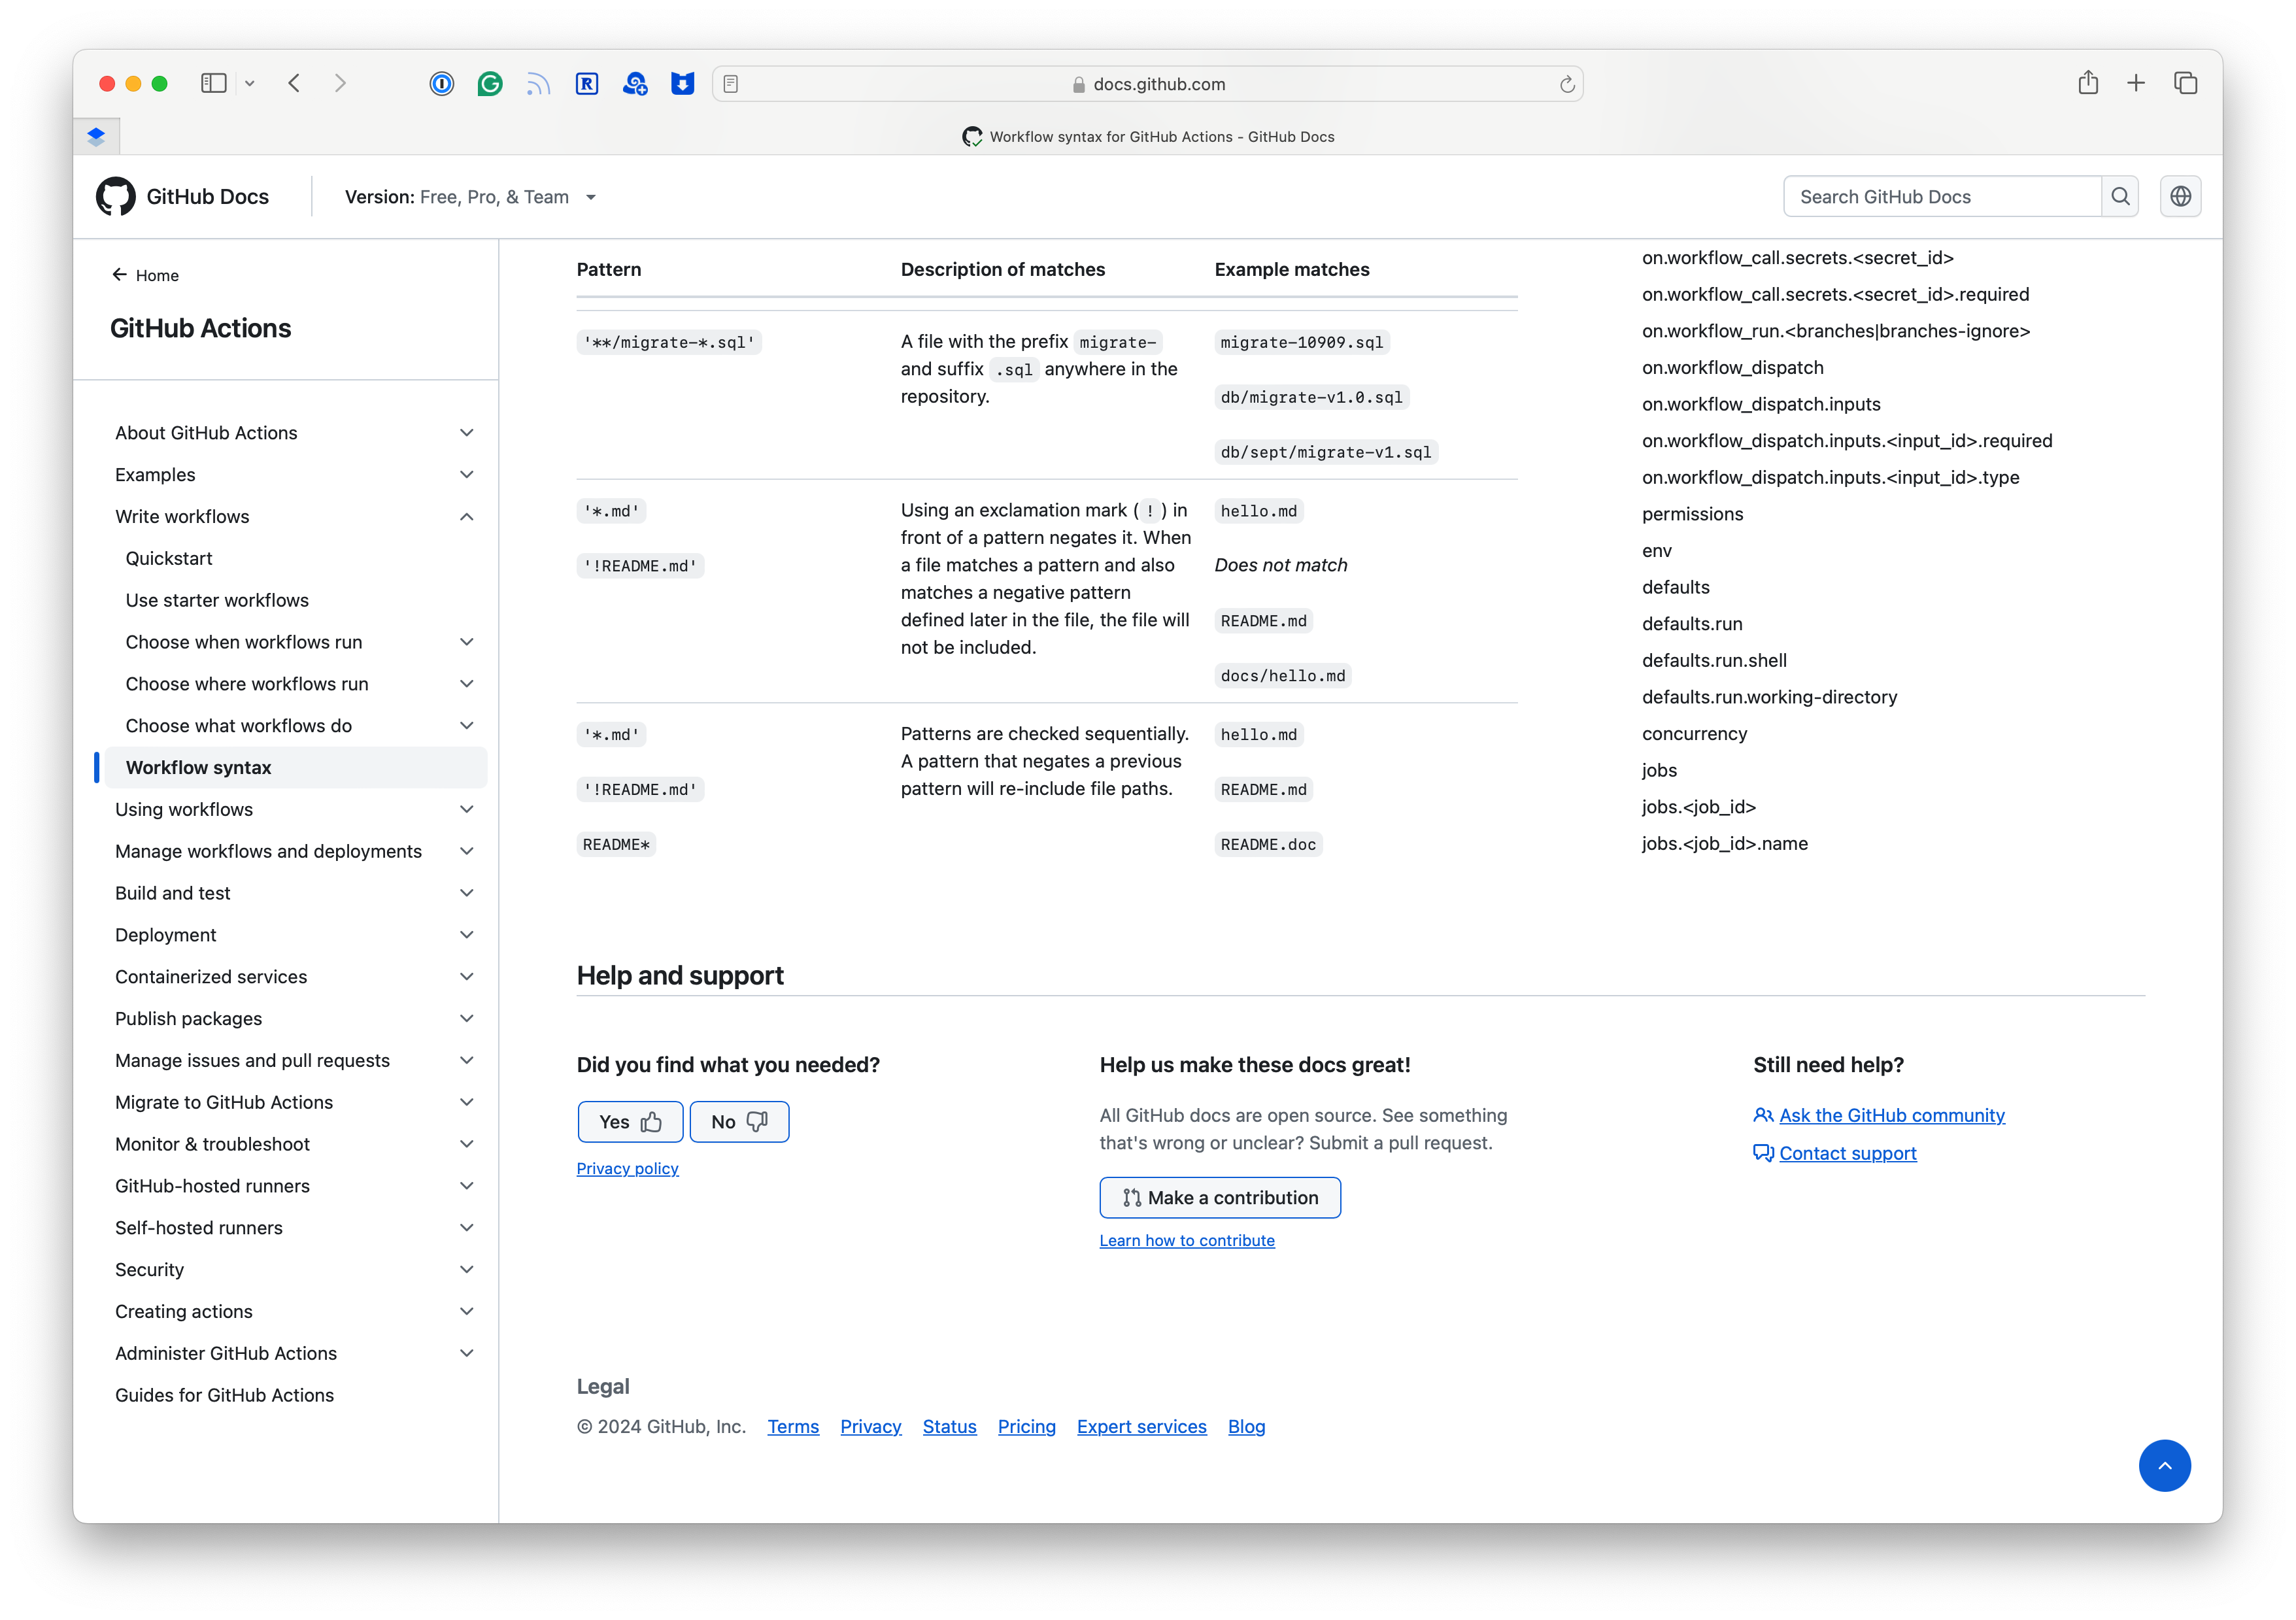 docs.github.com
Workflow syntax for GitHub Actions - GitHub Docs
GitHub Docs
Version: Free, Pro, & Team
Search GitHub Docs
Home
GitHub Actions
About GitHub Actions
Examples
Write workflows
Quickstart
Use starter workflows
Choose when workflows run
Choose where workflows run
Choose what workflows do
Workflow syntax
Using workflows
Manage workflows and deployments
Build and test
Deployment
Containerized services
Publish packages
Manage issues and pull requests
Migrate to GitHub Actions
Monitor & troubleshoot
GitHub-hosted runners
Self-hosted runners
Security
Creating actions
Administer GitHub Actions
Guides for GitHub Actions
Pattern
Description of matches
Example matches
'**/migrate-*.sql'
A file with the prefix migrate-
and suffix .sql anywhere in the
repository.
migrate-10909.sql
db/migrate-v1.0.sql
db/sept/migrate-v1.sql
'*.md'
'!README.md'
Using an exclamation mark ( ! ) in
front of a pattern negates it. When
a file matches a pattern and also
matches a negative pattern
defined later in the file, the file will
not be included.
hello.md
Does not match
README.md
docs/hello.md
'*.md'
'!README.md'
README*
Patterns are checked sequentially.
A pattern that negates a previous
pattern will re-include file paths.
hello.md
README.md
README.doc
on.workflow_call.secrets.<secret_id>
on.workflow_call.secrets.<secret_id>.required
on.workflow_run.<branches|branches-ignore>
on.workflow_dispatch
on.workflow_dispatch.inputs
on.workflow_dispatch.inputs.<input_id>.required
on.workflow_dispatch.inputs.<input_id>.type
permissions
env
defaults
defaults.run
defaults.run.shell
defaults.run.working-directory
concurrency
jobs
jobs.<job_id>
jobs.<job_id>.name
Help and support
Did you find what you needed?
Yes
No
Privacy policy
Help us make these docs great!
All GitHub docs are open source. See something
that's wrong or unclear? Submit a pull request.
Make a contribution
Learn how to contribute
Still need help?
Ask the GitHub community
Contact support
Legal
© 2024 GitHub, Inc. Terms Privacy Status Pricing Expert services Blog